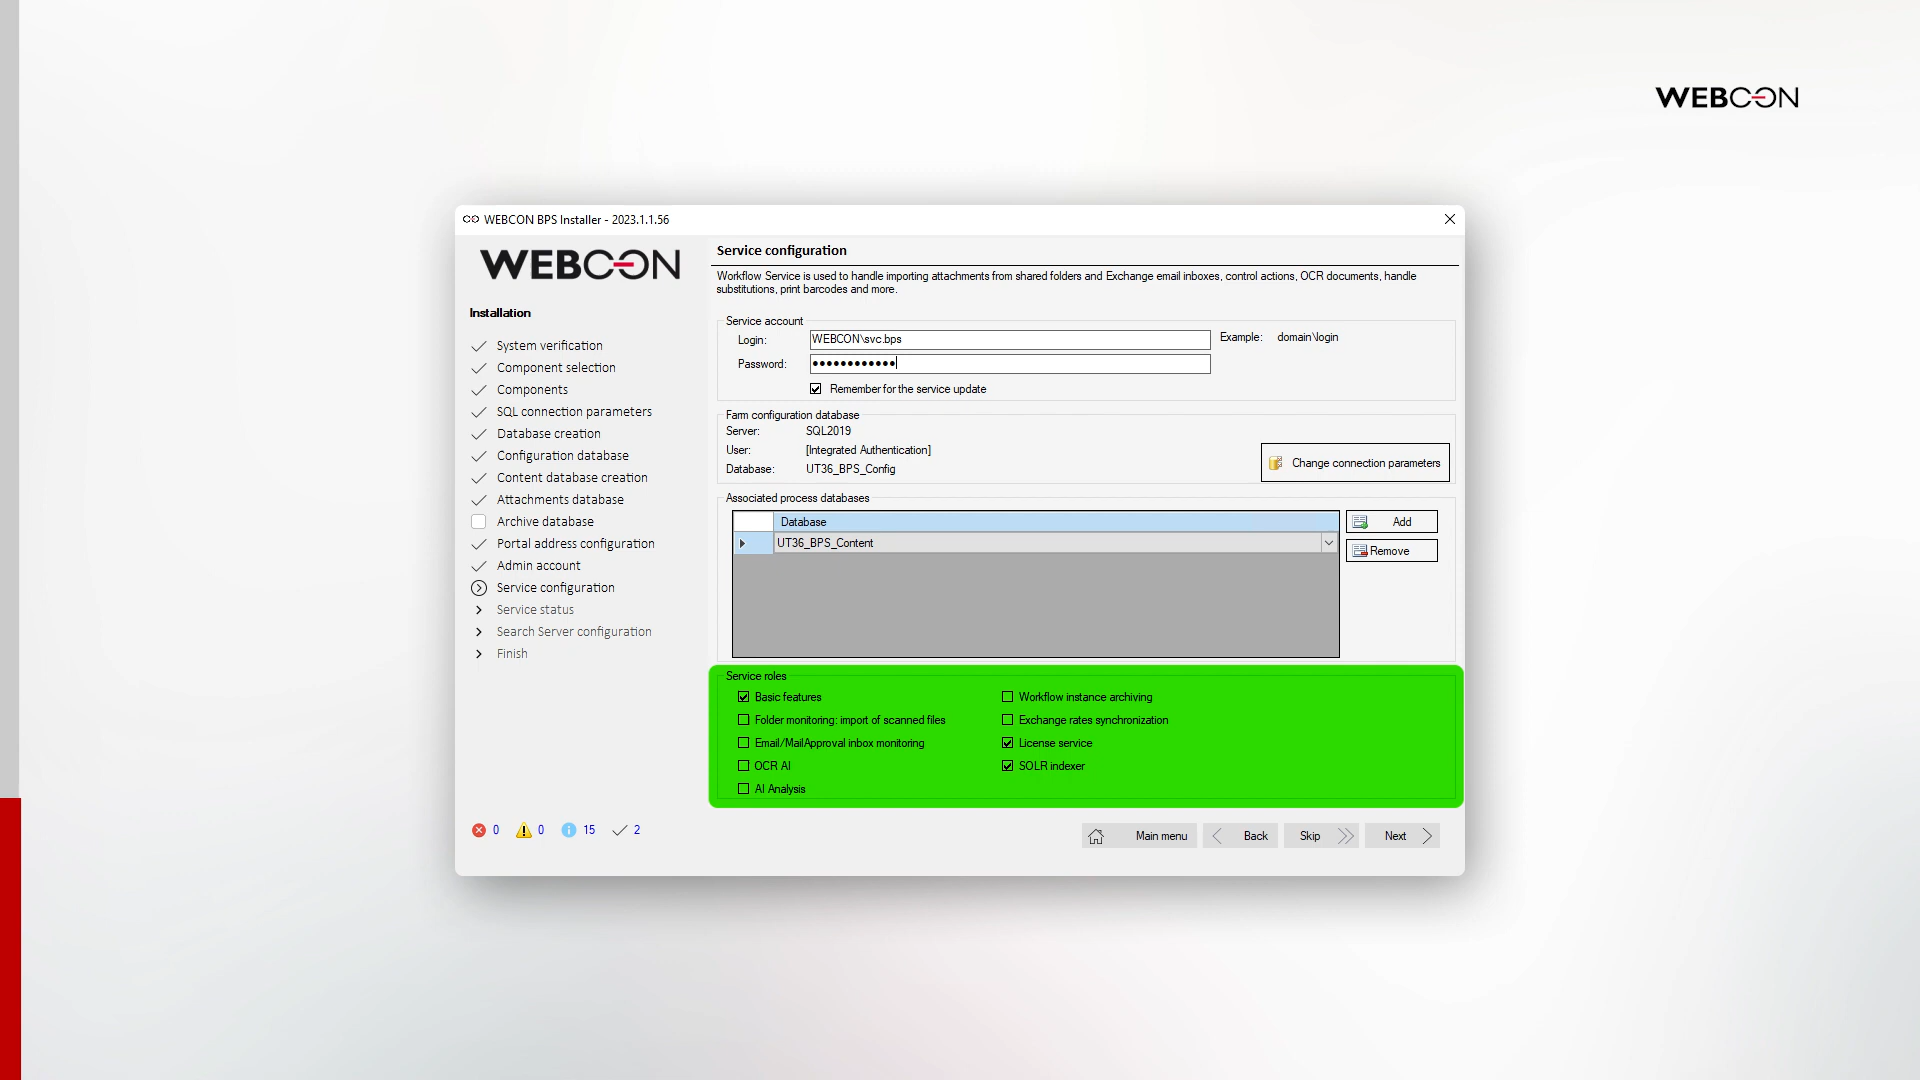 WEBCON
WEBCON BPS Installer - 2023.1.1.56
WEBCON
Installation
System verification
Component selection
Components
SQL connection parameters
Database creation
Configuration database
Content database creation
Attachments database
Archive database
Portal address configuration
Admin account
Service configuration
Service status
Search Server configuration
Finish
0 0 15 2
Service configuration
Workflow Service is used to handle importing attachments from shared folders and Exchange email inboxes, control actions, OCR documents, handle
substitutions, print barcodes and more.
Service account
Login: WEBCON\svc.bps Example: domain\login
Password: ●●●●●●●●●●●●
Remember for the service update
Farm configuration database
Server: SQL2019
User: [Integrated Authentication]
Database: UT36_BPS_Config
Change connection parameters
Associated process databases
Database
UT36_BPS_Content
Add
Remove
Service roles
Basic features
Folder monitoring: import of scanned files
Email/MailApproval inbox monitoring
OCR AI
AI Analysis
Workflow instance archiving
Exchange rates synchronization
License service
SOLR indexer
Main menu Back Skip Next